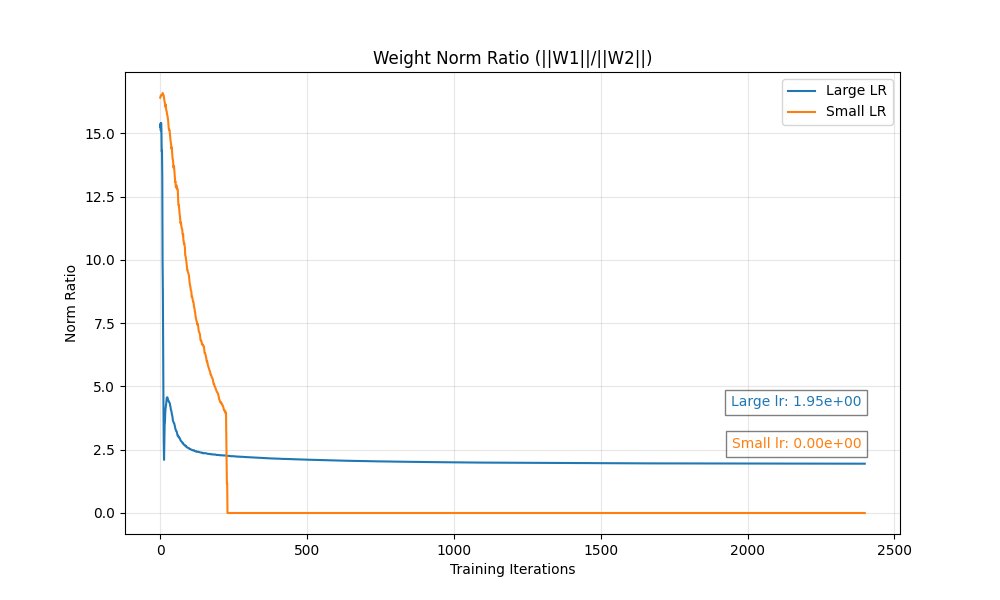 Weight Norm Ratio (||W1||/||W2||)
Large LR
Small LR
15.0
12.5
10.0
7.5
5.0
2.5
0.0
Norm Ratio
Large lr: 1.95e+00
Small lr: 0.00e+00
0
500
1000
1500
2000
2500
Training Iterations